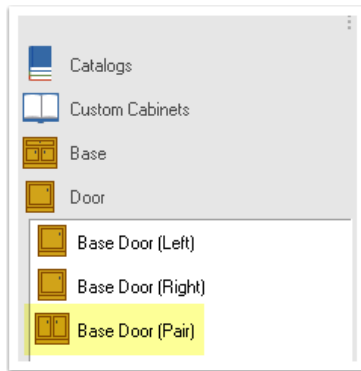 Catalogs
Custom Cabinets
Base
Door
Base Door (Left)
Base Door (Right)
Base Door (Pair)